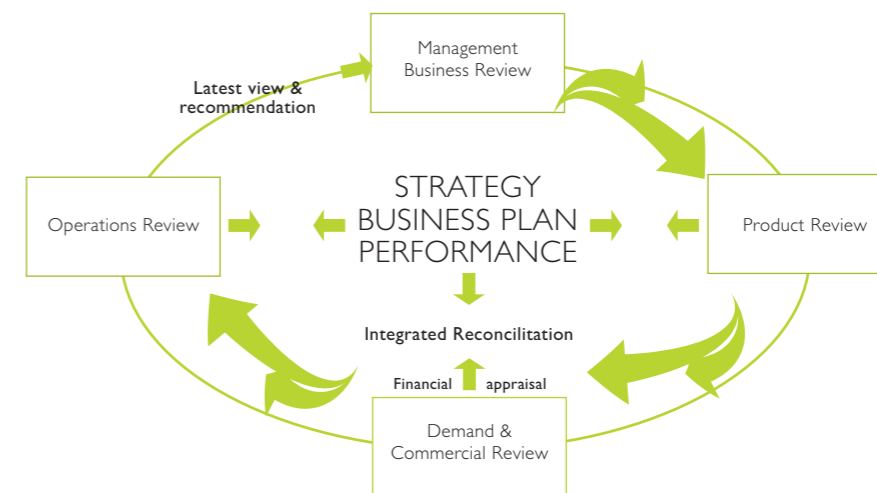 Management
Business Review
Latest view &
recommendation
STRATEGY
BUSINESS PLAN
PERFORMANCE
Operations Review
Product Review
Integrated Reconcilitation
Financial appraisal
Demand &
Commercial Review